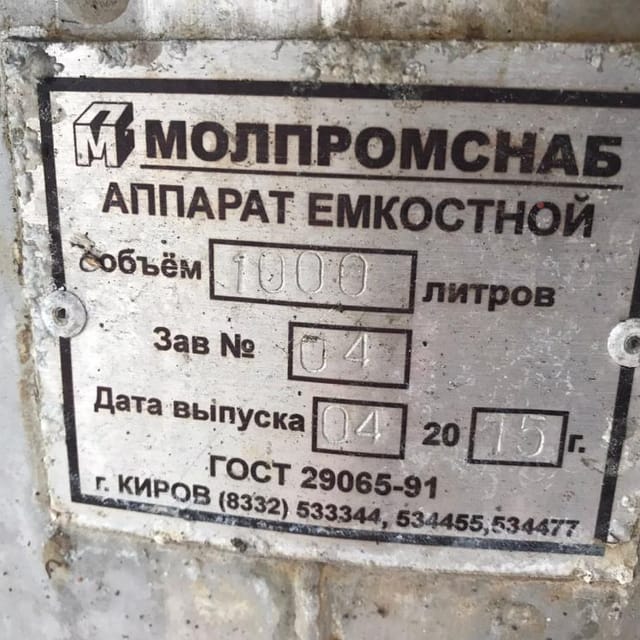 МОЛПРОМСНАБ
АППАРАТ ЕМКОСТНОЙ
объём 1000 литров
Зав № 04
Дата выпуска 04 20 15 г.
ГОСТ 29065-91
г. КИРОВ (8332) 533344, 534455,534477